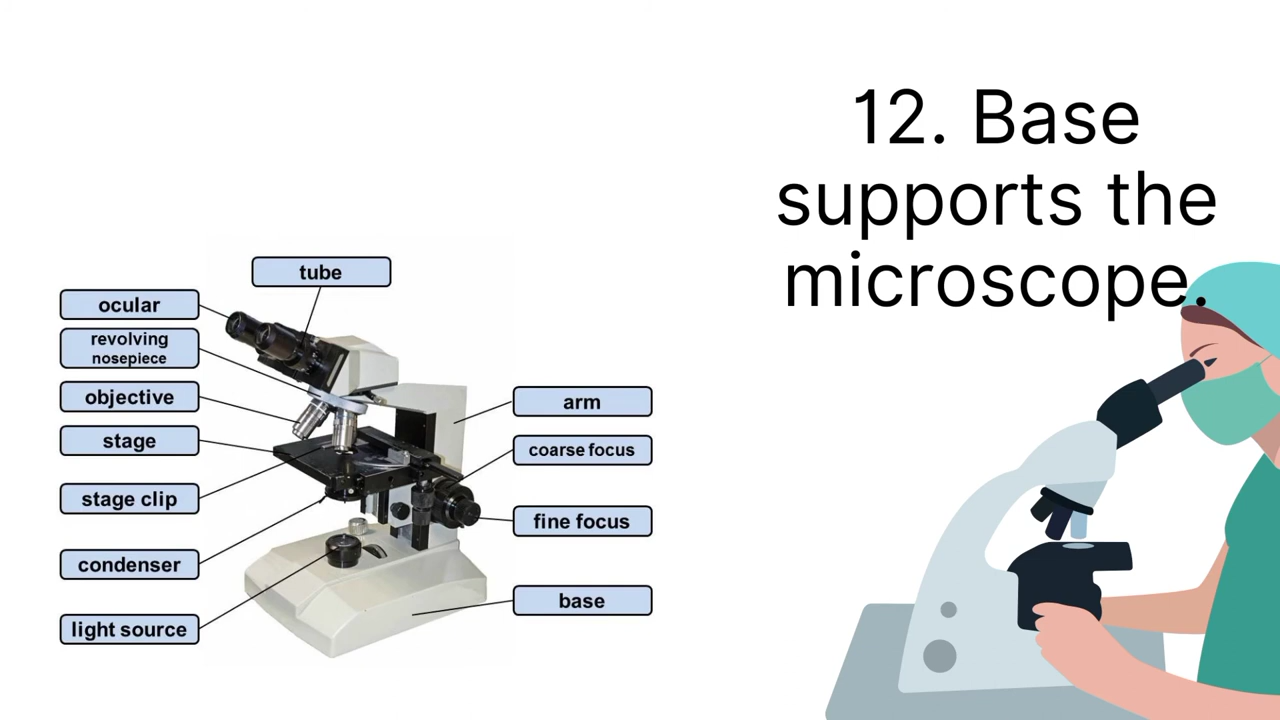 12. Base
supports the
microscope.
tube
ocular
revolving
nosepiece
objective
stage
stage clip
condenser
light source
arm
coarse focus
fine focus
base